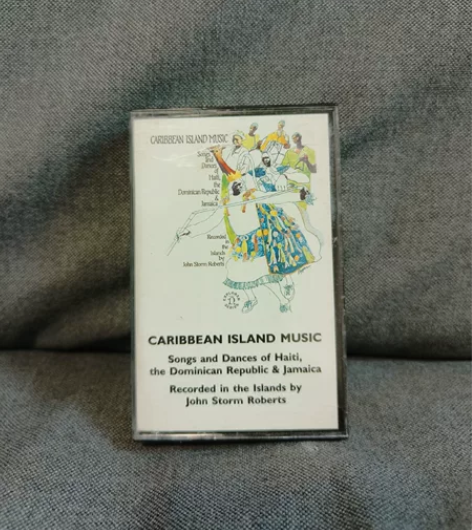 CARIBBEAN ISLAND MUSIC
Songs
and
Dances
of
Haiti,
the
Dominican Republic
&
Jamaica
Recorded
in
the
Islands
by
John Storm Roberts
CARIBBEAN ISLAND MUSIC
Songs and Dances of Haiti,
the Dominican Republic & Jamaica
Recorded in the Islands by
John Storm Roberts